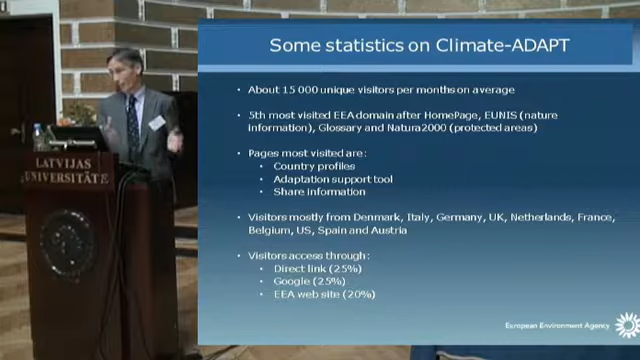 Some statistics on Climate-ADAPT
• About 15 000 unique visitors per months on average
• 5th most visited EEA domain after HomePage, EUNIS (nature
information), Glossary and Natura2000 (protected areas)
• Pages most visited are:
• Country profiles
• Adaptation support tool
• Share information
• Visitors mostly from Denmark, Italy, Germany, UK, Netherlands, France,
Belgium, US, Spain and Austria
• Visitors access through:
• Direct link (25%)
• Google (25%)
• EEA web site (20%)
European Environment Agency
LATVIJAS
UNIVERSITĀTE